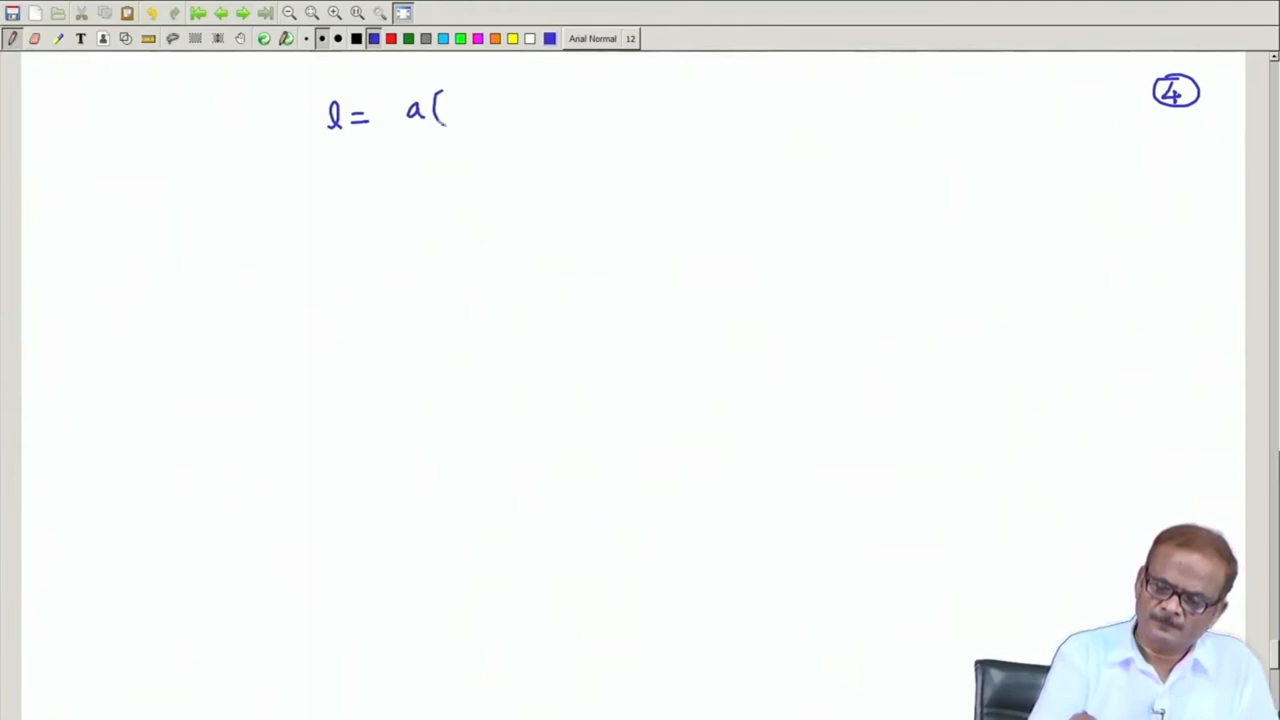 T Arial Normal 12
l = a( ④